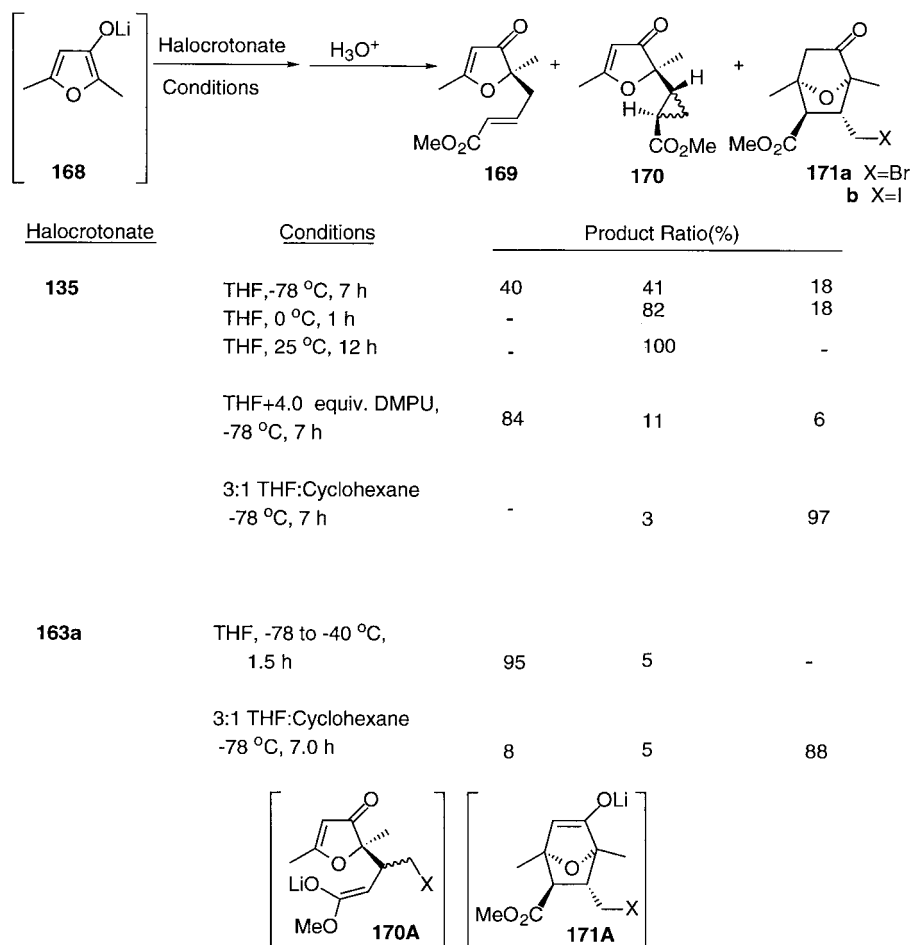 OLi
O
168
Halocrotonate
Conditions
H3O+
O
O
MeO2C
169
+
O
O
H
H
CO2Me
170
+
O
O
MeO2C
X
171a X=Br
b X=I
Halocrotonate Conditions Product Ratio(%)
135 THF,-78 °C, 7 h 40 41 18
THF, 0 °C, 1 h - 82 18
THF, 25 °C, 12 h - 100 -
THF+4.0 equiv. DMPU,
-78 °C, 7 h 84 11 6
3:1 THF:Cyclohexane
-78 °C, 7 h - 3 97
163a THF, -78 to -40 °C,
1.5 h 95 5 -
3:1 THF:Cyclohexane
-78 °C, 7.0 h 8 5 88
O
O
LiO
MeO
X
170A
OLi
O
MeO2C
X
171A